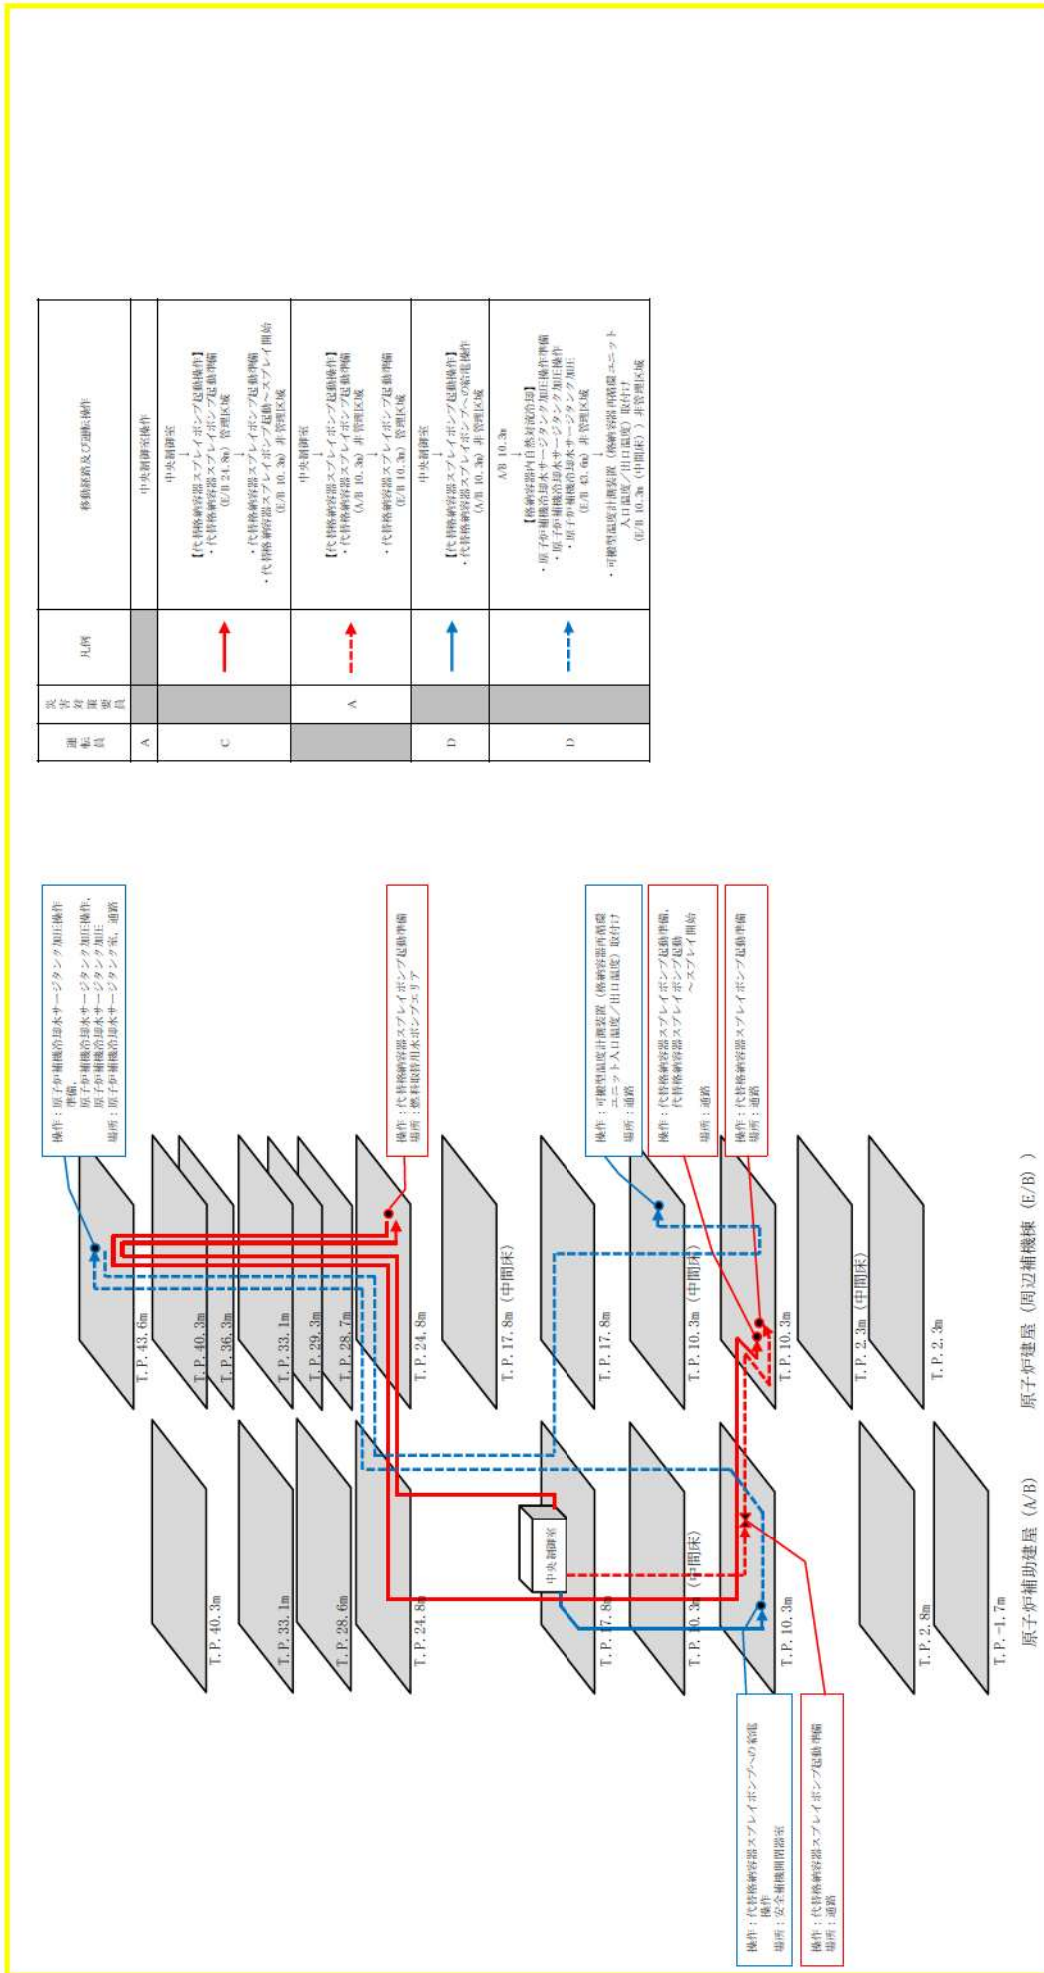 運転員
災害対策要員
凡例
移動経路及び運転操作
A
中央制御室操作
C
中央制御室
↓
【代替格納容器スプレイポンプ起動操作】
・代替格納容器スプレイポンプ起動準備
(E/B 24.8m) 管理区域
↓
・代替格納容器スプレイポンプ起動準備
・代替格納容器スプレイポンプ起動～スプレイ開始
(E/B 10.3m) 非管理区域
A
中央制御室
↓
【代替格納容器スプレイポンプ起動操作】
・代替格納容器スプレイポンプ起動準備
(A/B 10.3m) 非管理区域
↓
・代替格納容器スプレイポンプ起動準備
(E/B 10.3m) 管理区域
D
中央制御室
↓
【代替格納容器スプレイポンプ起動操作】
・代替格納容器スプレイポンプへの給電操作
(A/B 10.3m) 非管理区域
D
A/B 10.3m
↓
【格納容器内自然対流冷却】
・原子炉補機冷却水サージタンク加圧操作準備
・原子炉補機冷却水サージタンク加圧操作
・原子炉補機冷却水サージタンク加圧
(E/B 43.6m) 非管理区域
↓
・可搬型温度計測装置（格納容器再循環ユニット
入口温度／出口温度）取付け
(E/B 10.3m（中間床）) 非管理区域
操作：原子炉補機冷却水サージタンク加圧操作
準備，
原子炉補機冷却水サージタンク加圧操作，
原子炉補機冷却水サージタンク加圧
場所：原子炉補機冷却水サージタンク室，通路
操作：代替格納容器スプレイポンプ起動準備
場所：燃料取替用水ポンプエリア
操作：可搬型温度計測装置（格納容器再循環
ユニット入口温度／出口温度）取付け
場所：通路
操作：代替格納容器スプレイポンプ起動準備，
代替格納容器スプレイポンプ起動
～スプレイ開始
場所：通路
操作：代替格納容器スプレイポンプ起動準備
場所：通路
T.P.43.6m
T.P.40.3m
T.P.36.3m
T.P.33.1m
T.P.29.3m
T.P.28.7m
T.P.24.8m
T.P.17.8m（中間床）
T.P.17.8m
T.P.10.3m（中間床）
T.P.10.3m
T.P.2.3m（中間床）
T.P.2.3m
原子炉建屋（周辺補機棟（E/B））
T.P.40.3m
T.P.33.1m
T.P.28.6m
T.P.24.8m
中央制御室
T.P.17.8m
T.P.10.3m（中間床）
T.P.10.3m
T.P.2.8m
T.P.-1.7m
原子炉補助建屋（A/B）
操作：代替格納容器スプレイポンプへの給電
操作
場所：安全補機開閉器室
操作：代替格納容器スプレイポンプ起動準備
場所：通路